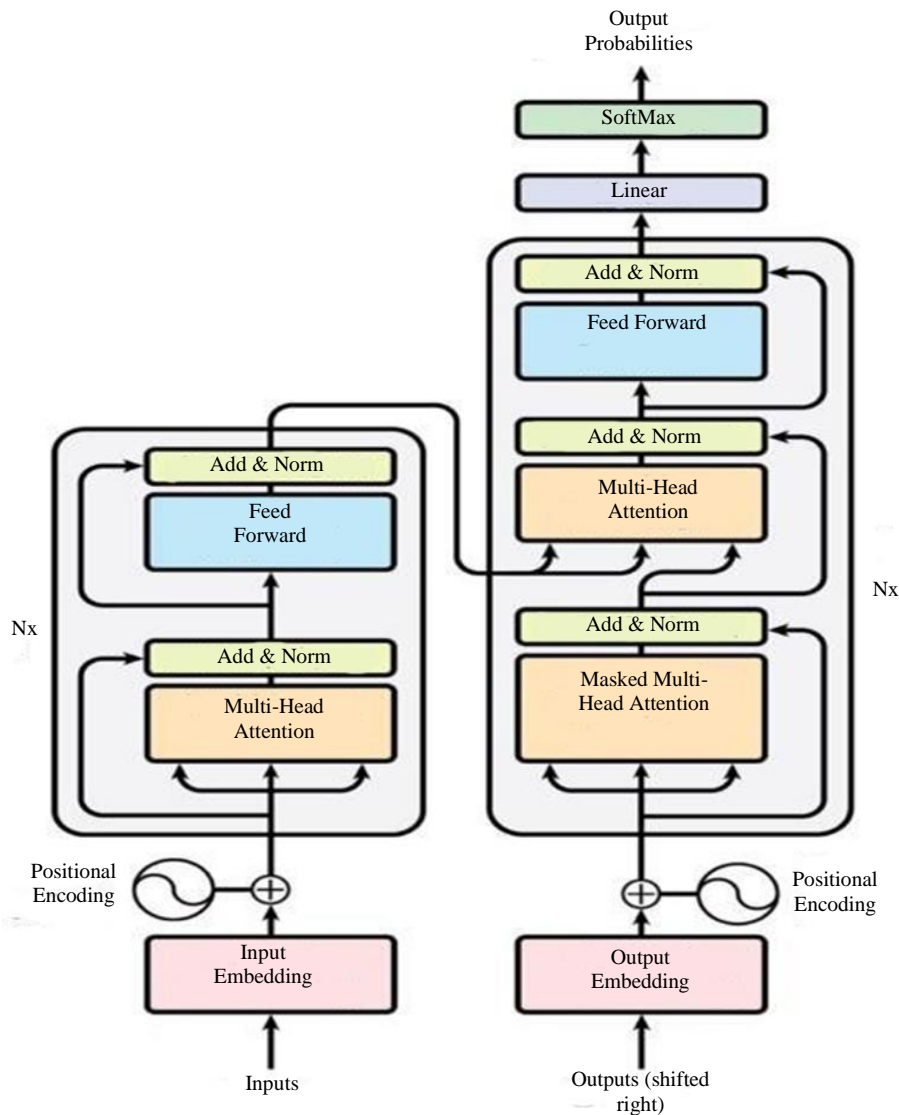 Output
Probabilities
SoftMax
Linear
Add & Norm
Feed Forward
Add & Norm
Multi-Head
Attention
Add & Norm
Masked Multi-
Head Attention
Nx
Positional
Encoding
Output
Embedding
Outputs (shifted
right)
Add & Norm
Feed
Forward
Nx
Add & Norm
Multi-Head
Attention
Positional
Encoding
Input
Embedding
Inputs